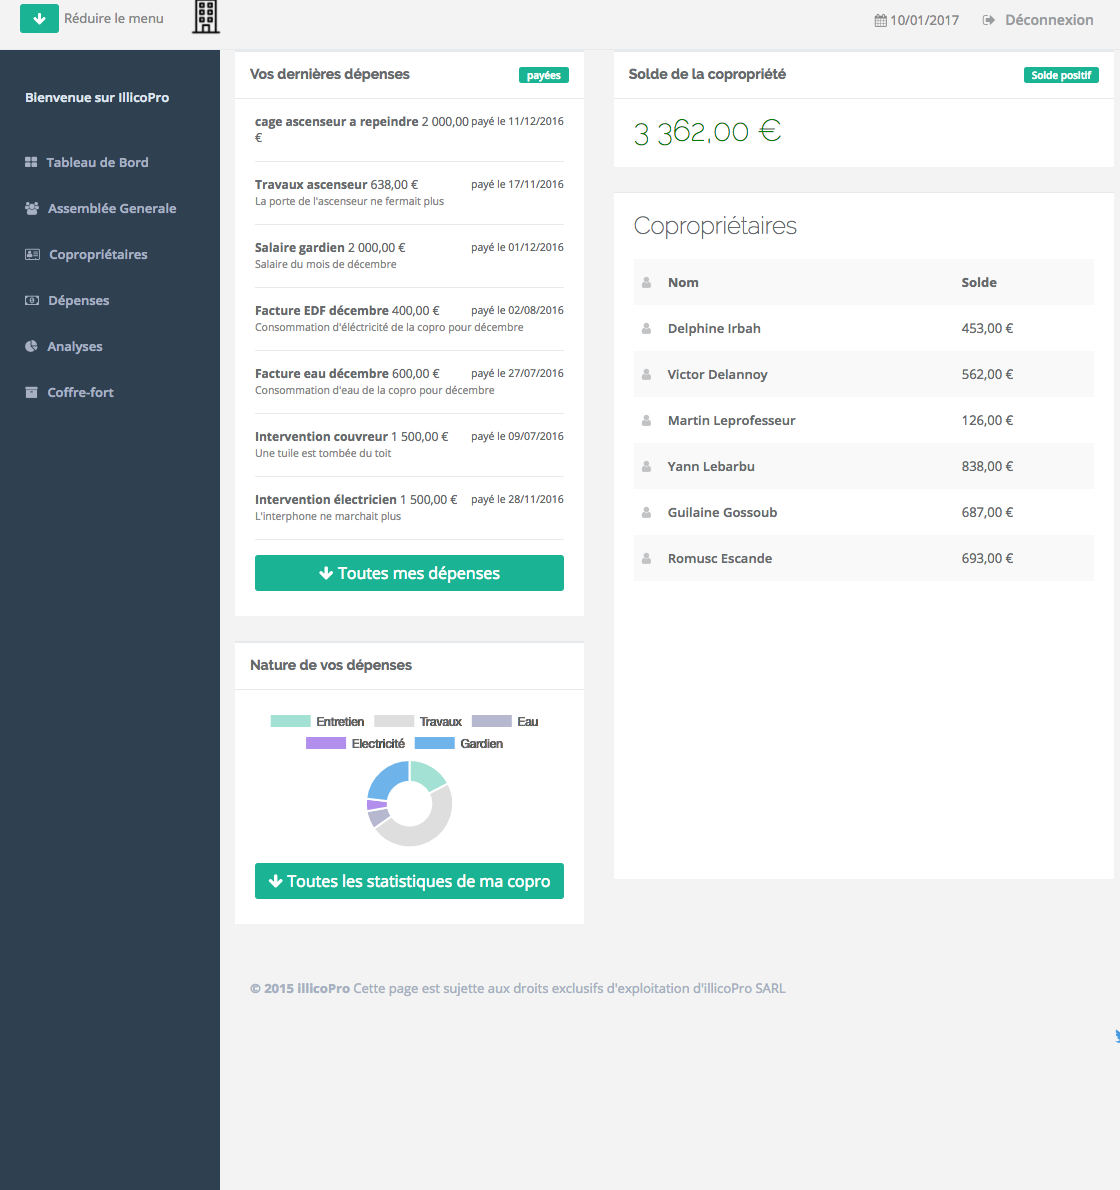 Réduire le menu
10/01/2017
Déconnexion
Bienvenue sur IllicoPro
Tableau de Bord
Assemblée Generale
Copropriétaires
Dépenses
Analyses
Coffre-fort
Vos dernières dépenses
payées
cage ascenseur a repeindre 2 000,00 payé le 11/12/2016
€
Travaux ascenseur 638,00 € payé le 17/11/2016
La porte de l'ascenseur ne fermait plus
Salaire gardien 2 000,00 € payé le 01/12/2016
Salaire du mois de décembre
Facture EDF décembre 400,00 € payé le 02/08/2016
Consommation d'éléctricité de la copro pour décembre
Facture eau décembre 600,00 € payé le 27/07/2016
Consommation d'eau de la copro pour décembre
Intervention couvreur 1 500,00 € payé le 09/07/2016
Une tuile est tombée du toit
Intervention électricien 1 500,00 € payé le 28/11/2016
L'interphone ne marchait plus
Toutes mes dépenses
Nature de vos dépenses
Entretien Travaux Eau
Electricité Gardien
Toutes les statistiques de ma copro
Solde de la copropriété
Solde positif
3 362,00 €
Copropriétaires
Nom Solde
Delphine Irbah 453,00 €
Victor Delannoy 562,00 €
Martin Leprofesseur 126,00 €
Yann Lebarbu 838,00 €
Guilaine Gossoub 687,00 €
Romusc Escande 693,00 €
© 2015 illicoPro Cette page est sujette aux droits exclusifs d'exploitation d'illicoPro SARL